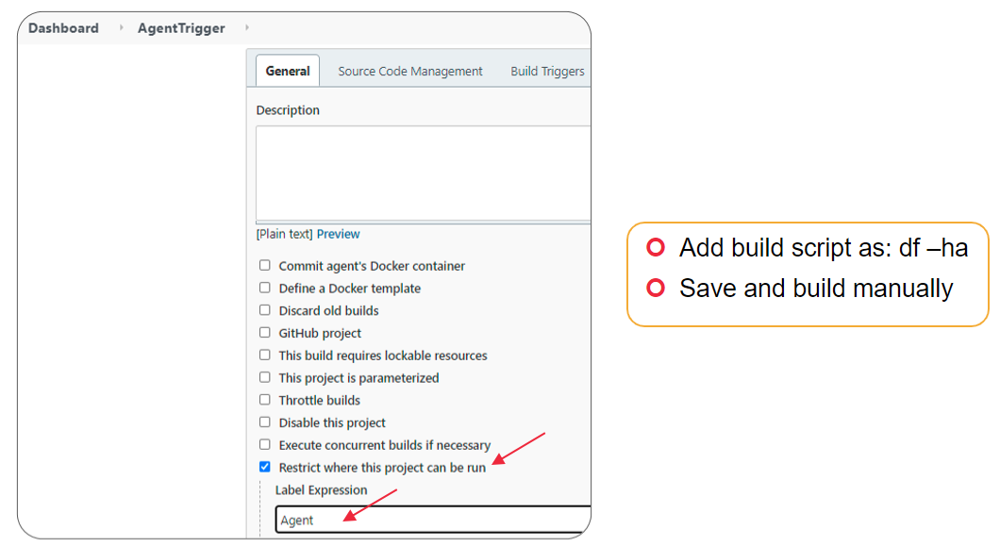 Dashboard AgentTrigger
General Source Code Management Build Triggers
Description
[Plain text] Preview
Commit agent's Docker container
Define a Docker template
Discard old builds
GitHub project
This build requires lockable resources
This project is parameterized
Throttle builds
Disable this project
Execute concurrent builds if necessary
Restrict where this project can be run
Label Expression
Agent
Add build script as: df –ha
Save and build manually